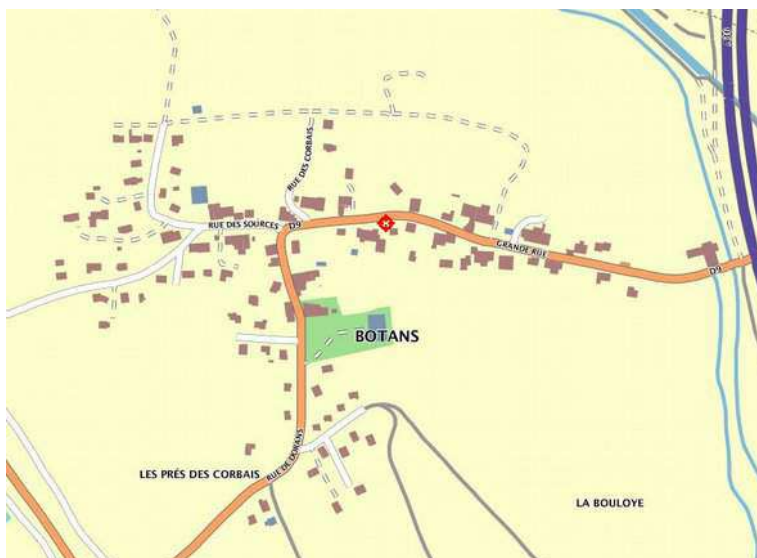 RUE DES CORBAIS
RUE DES SOURCES
D9
GRANDE RUE
D9
BOTANS
RUE DE DORANS
LES PRÉS DES CORBAIS
LA BOULOYE